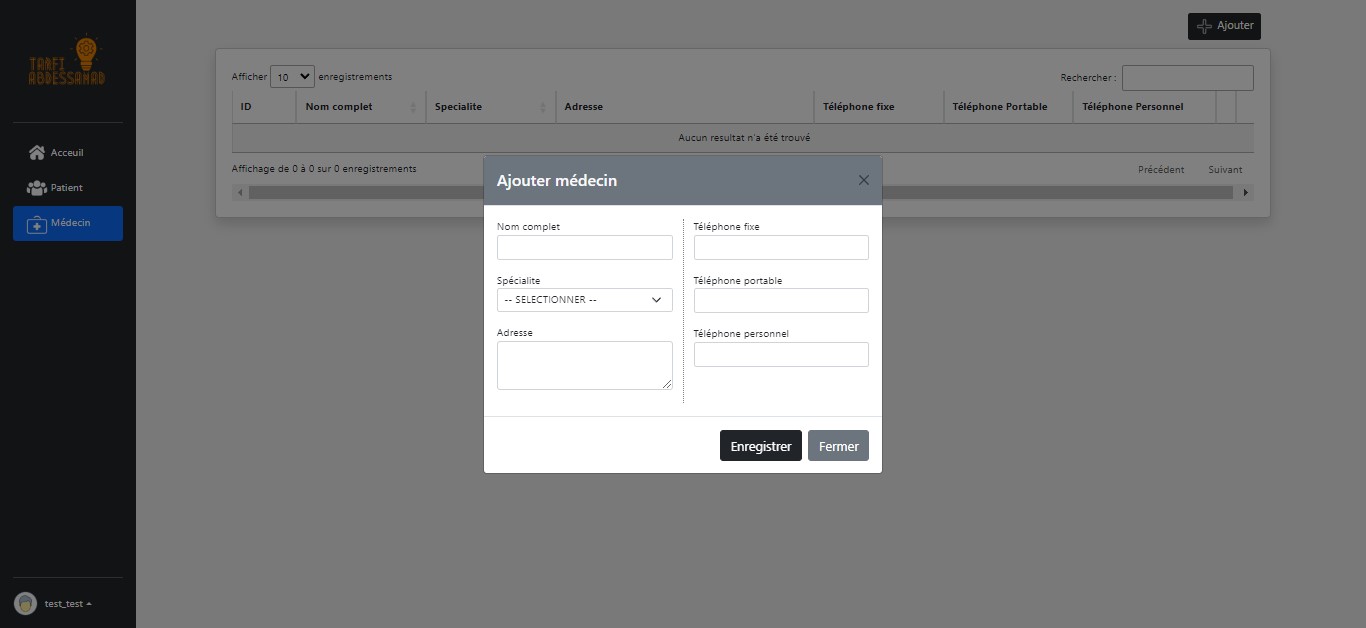 TARFI
ABDESSAMAD
Acceuil
Patient
Médecin
test_test
Ajouter
Afficher 10 enregistrements
Rechercher :
ID Nom complet Specialite Adresse Téléphone fixe Téléphone Portable Téléphone Personnel
Aucun resultat n'a été trouvé
Affichage de 0 à 0 sur 0 enregistrements
Précédent Suivant
Ajouter médecin
Nom complet
Spécialite
-- SELECTIONNER --
Adresse
Téléphone fixe
Téléphone portable
Téléphone personnel
Enregistrer Fermer